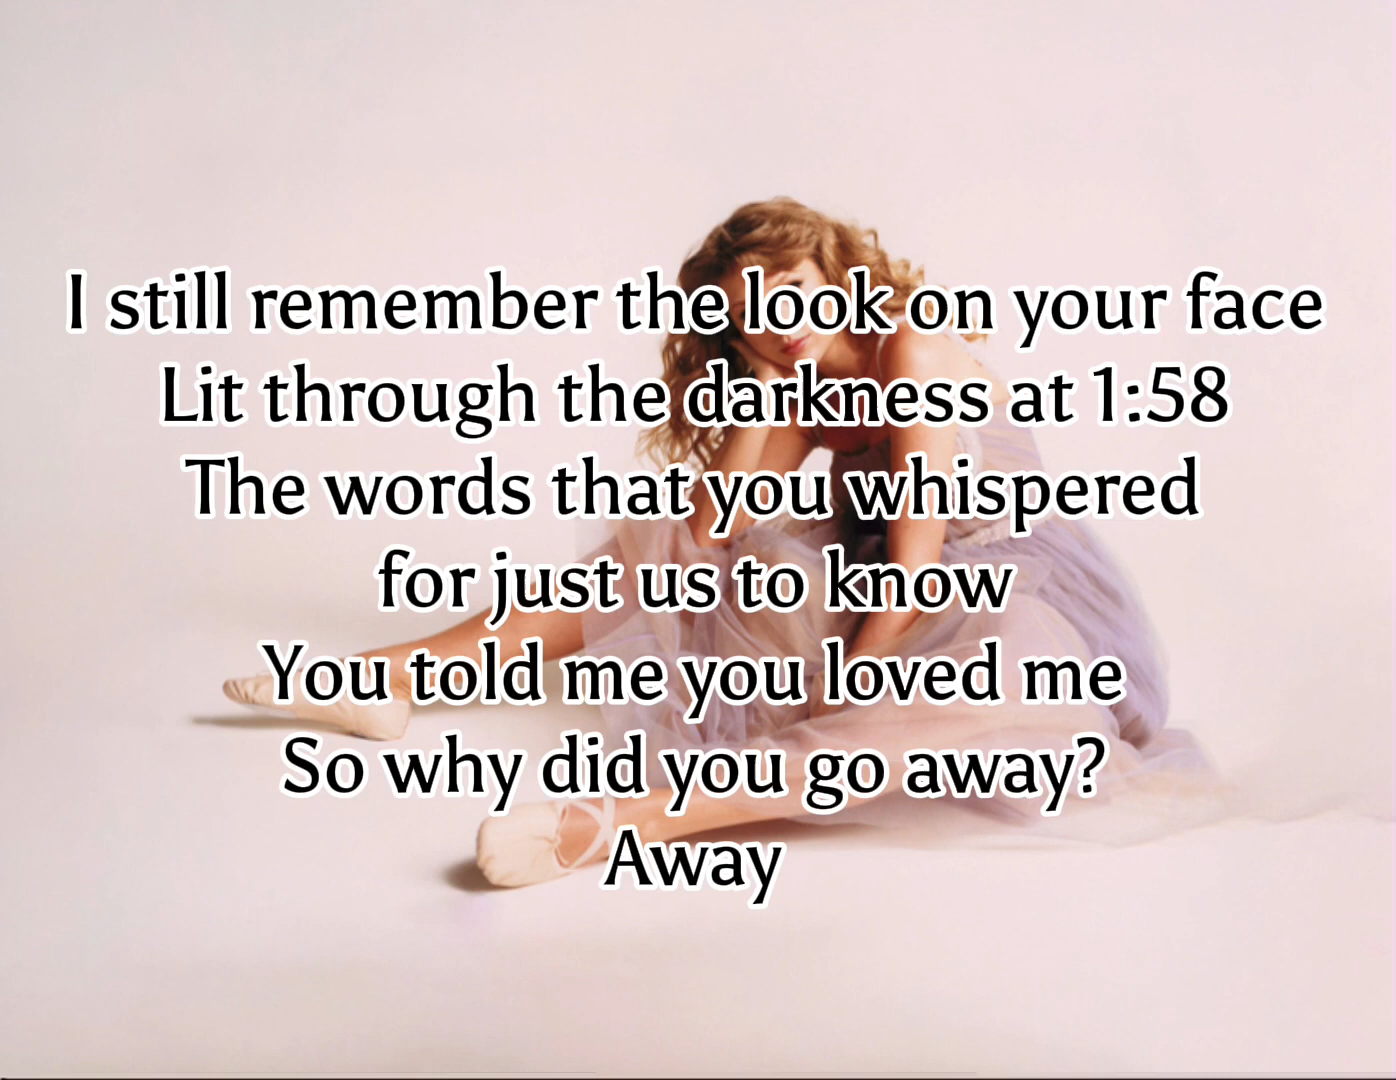 I still remember the look on your face
Lit through the darkness at 1:58
The words that you whispered
for just us to know
You told me you loved me
So why did you go away?
Away